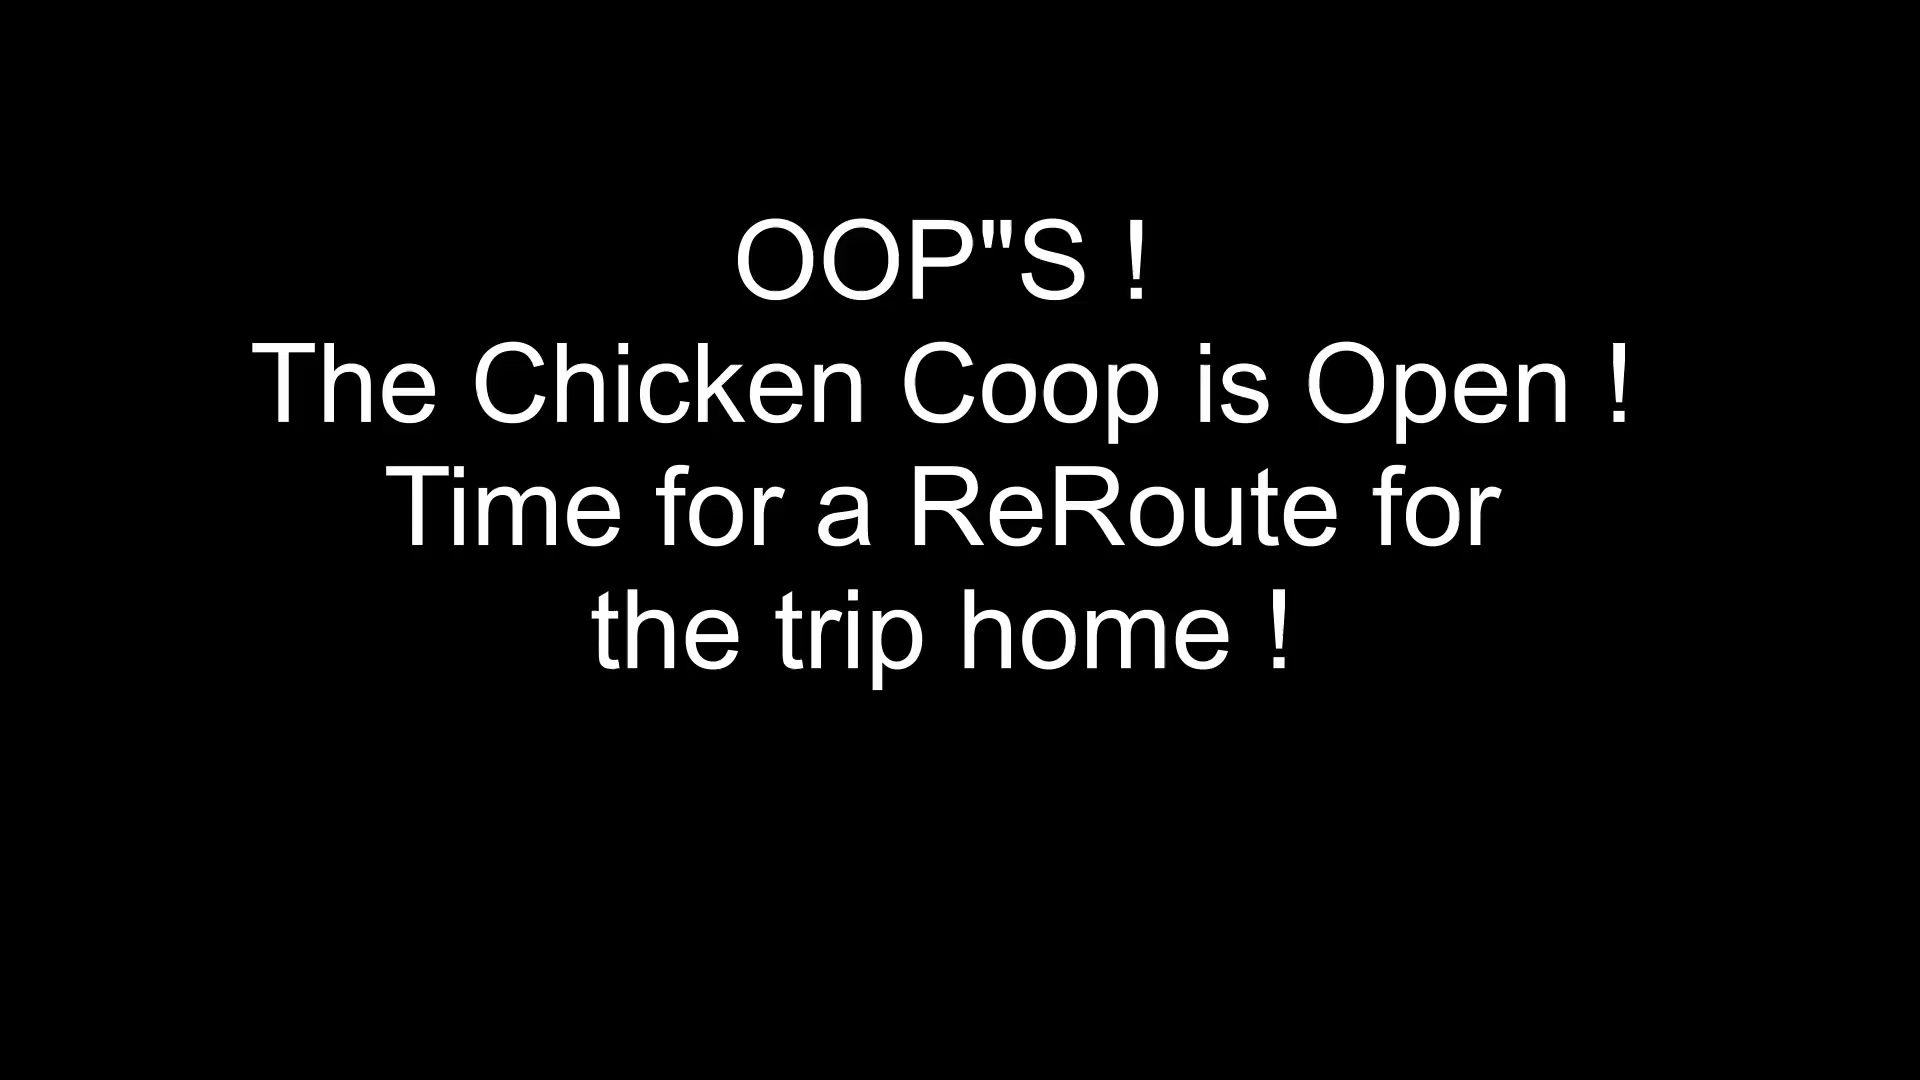 OOP"S !
The Chicken Coop is Open !
Time for a ReRoute for
the trip home !